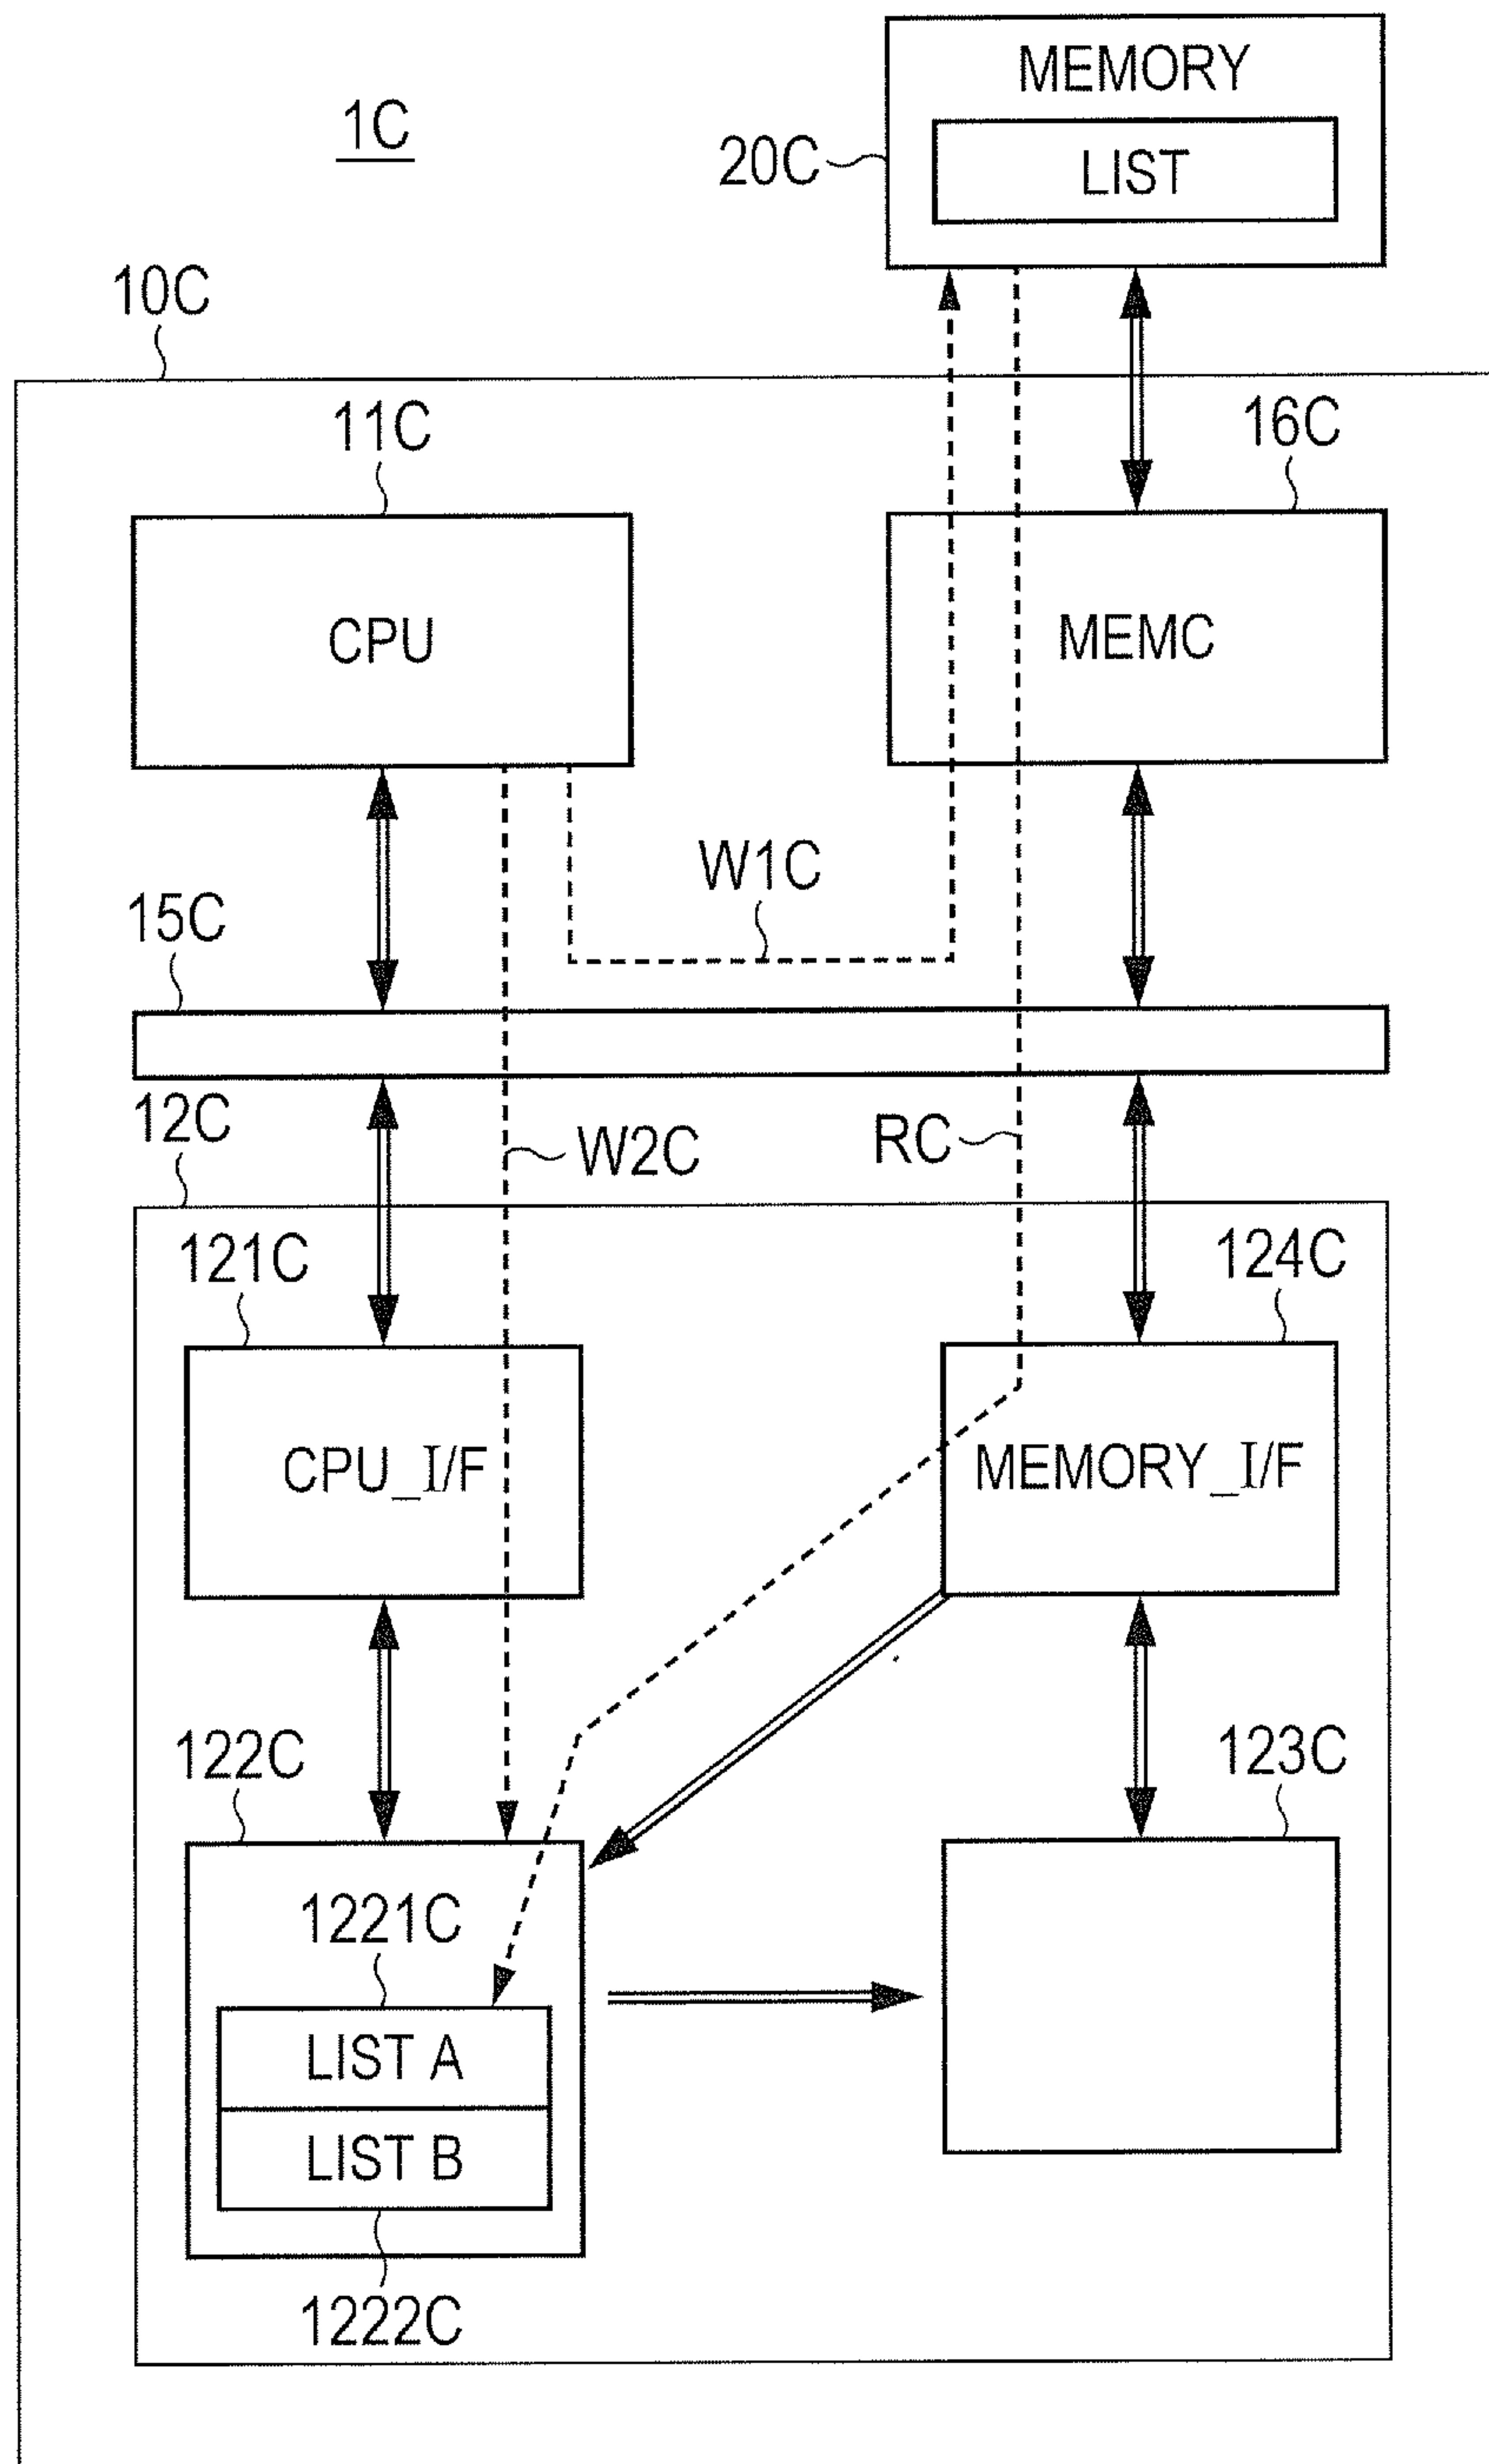 MEMORY
1C
20C
LIST
10C
11C
16C
CPU
MEMC
W1C
15C
12C
W2C
RC
121C
124C
CPU_I/F
MEMORY_I/F
122C
123C
1221C
LIST A
LIST B
1222C